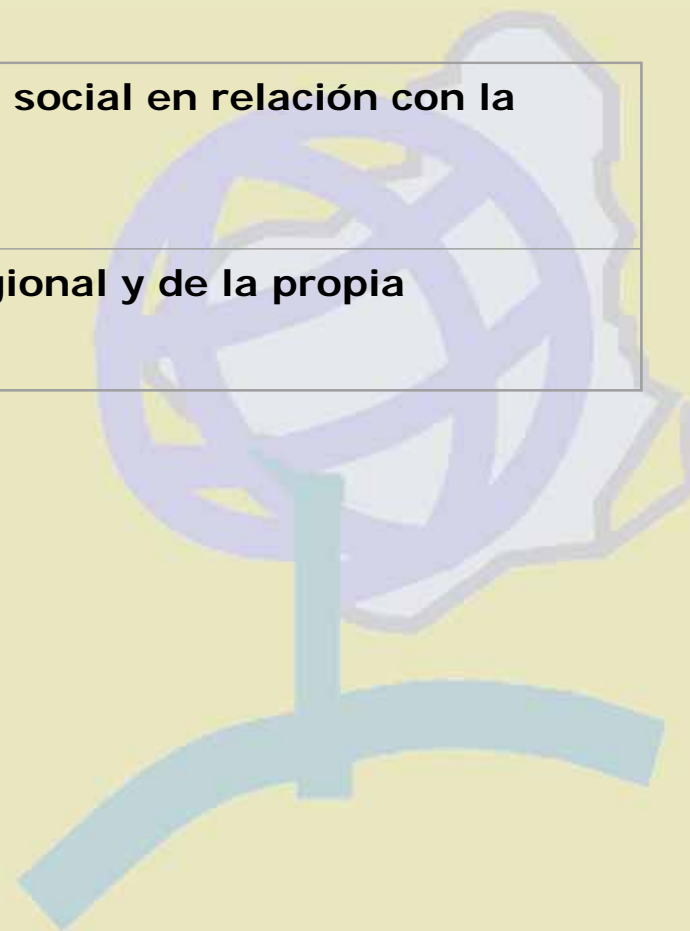 social en relación con la
gional y de la propia